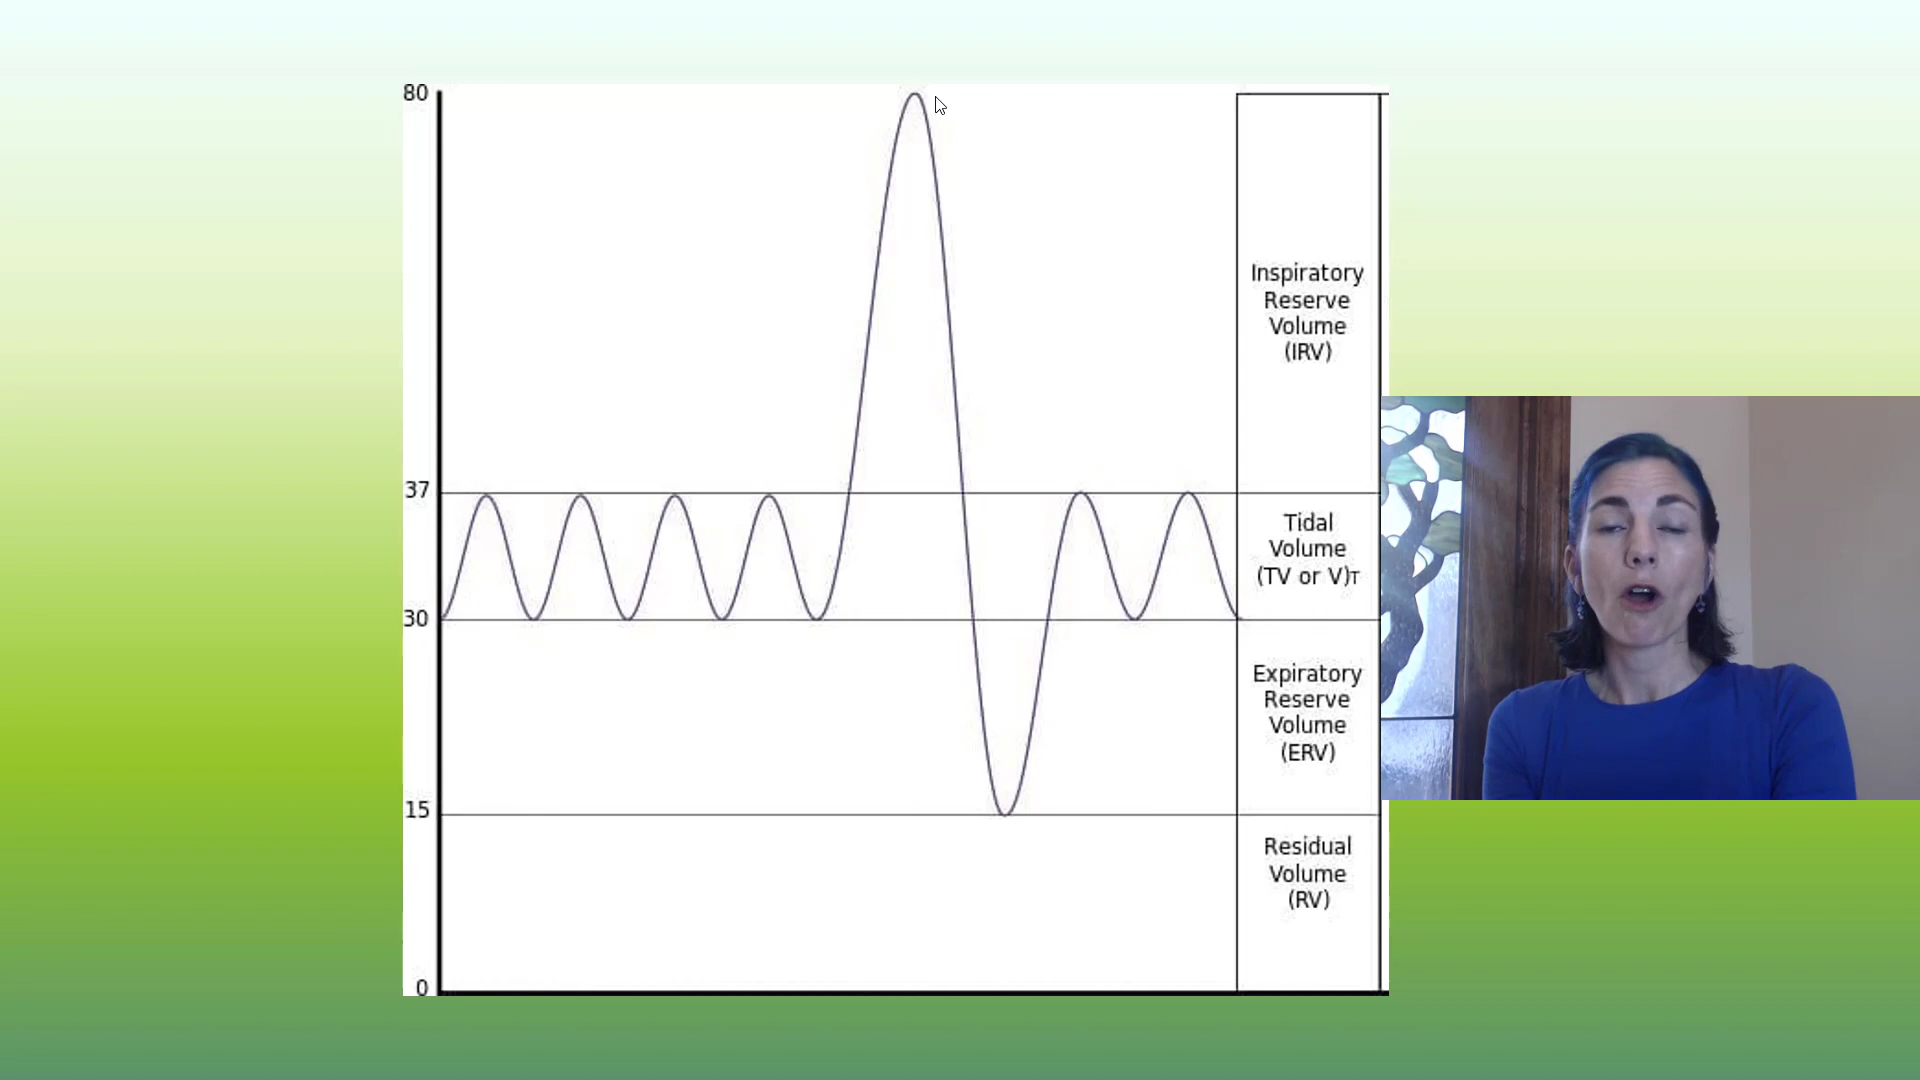 80
37
30
15
0
Inspiratory
Reserve
Volume
(IRV)
Tidal
Volume
(TV or V)T
Expiratory
Reserve
Volume
(ERV)
Residual
Volume
(RV)